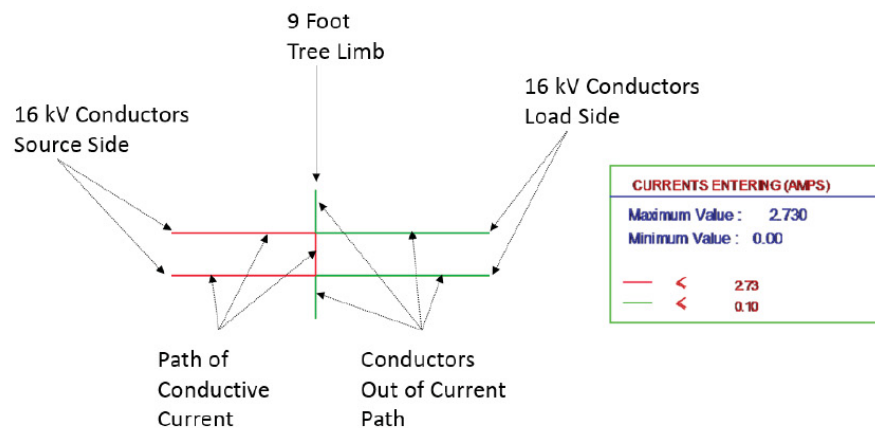 9 Foot
Tree Limb
16 kV Conductors
Source Side
16 kV Conductors
Load Side
CURRENTS ENTERING (AMPS)
Maximum Value : 2.730
Minimum Value : 0.00
< 2.73
< 0.10
Path of
Conductive
Current
Conductors
Out of Current
Path